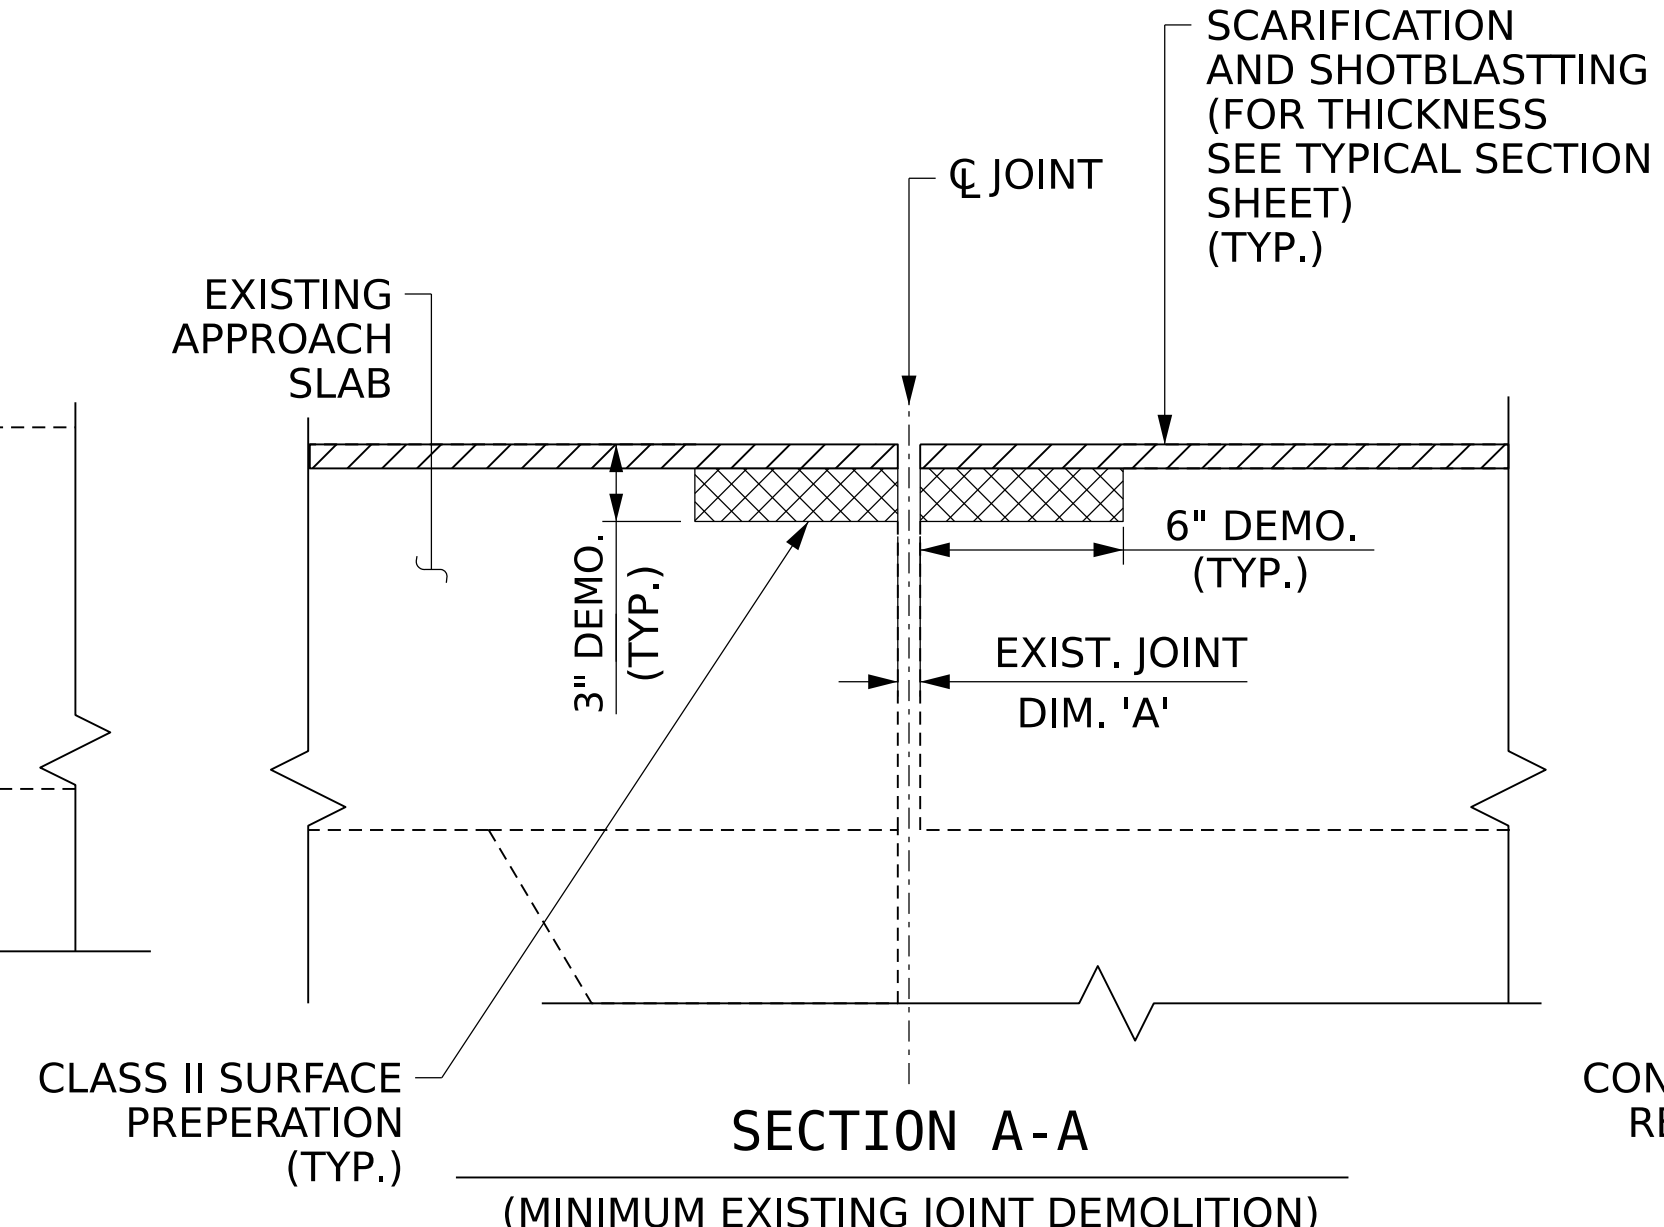 SCARIFICATION
AND SHOTBLASTTING
(FOR THICKNESS
SEE TYPICAL SECTION
SHEET)
(TYP.)
℄ JOINT
EXISTING
APPROACH
SLAB
3" DEMO.
(TYP.)
6" DEMO.
(TYP.)
EXIST. JOINT
DIM. 'A'
CLASS II SURFACE
PREPERATION
(TYP.)
SECTION A-A
(MINIMUM EXISTING JOINT DEMOLITION)